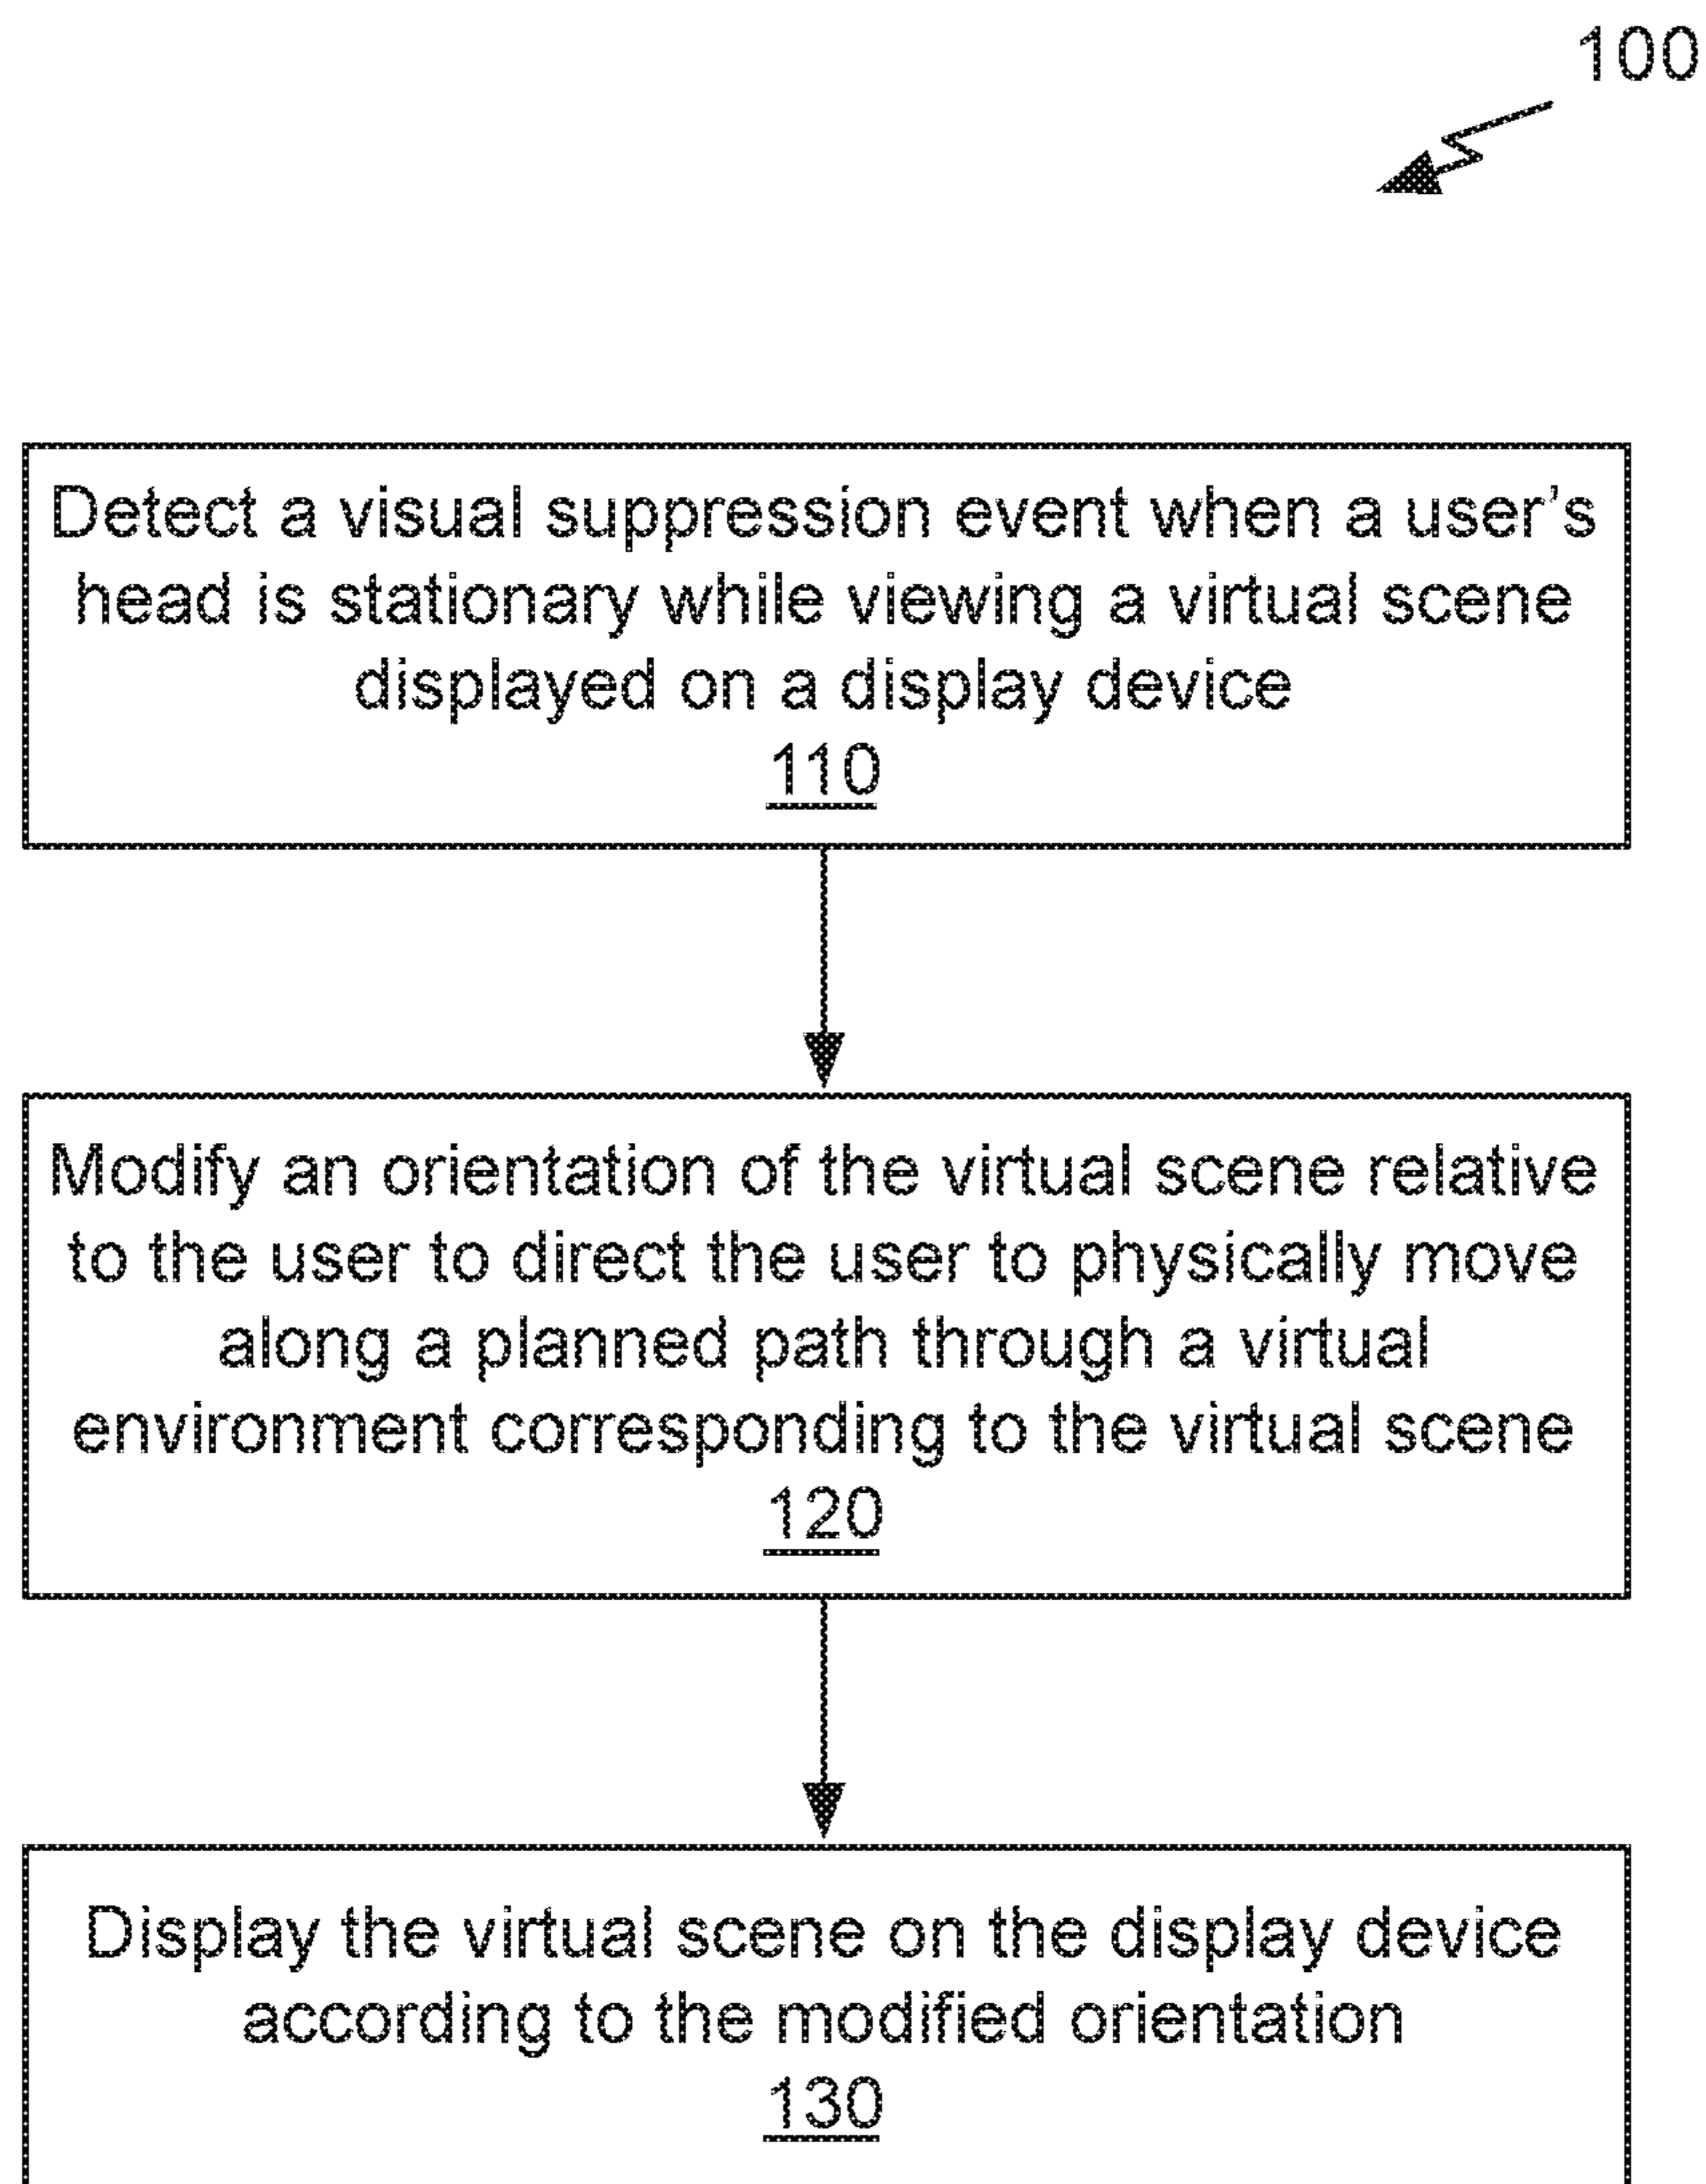 100
Detect a visual suppression event when a user’s
head is stationary while viewing a virtual scene
displayed on a display device
110
Modify an orientation of the virtual scene relative
to the user to direct the user to physically move
along a planned path through a virtual
environment corresponding to the virtual scene
120
Display the virtual scene on the display device
according to the modified orientation
130